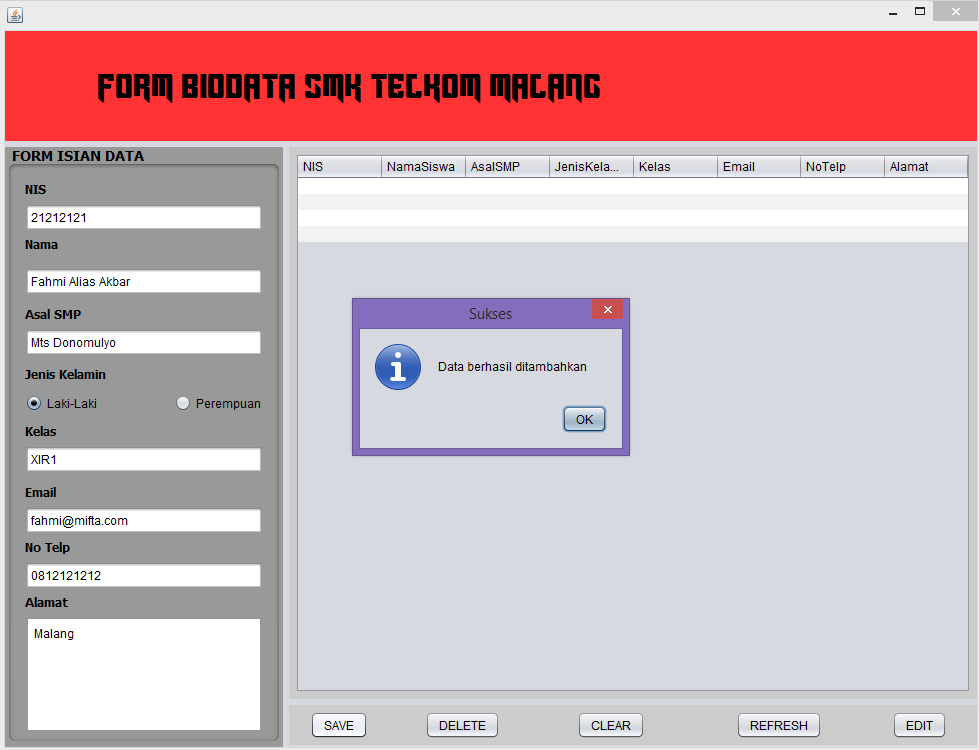 FORM BIODATA SMK TELKOM MALANG
FORM ISIAN DATA
NIS
21212121
Nama
Fahmi Alias Akbar
Asal SMP
Mts Donomulyo
Jenis Kelamin
Laki-Laki Perempuan
Kelas
XIR1
Email
fahmi@mifta.com
No Telp
0812121212
Alamat
Malang
NIS NamaSiswa AsalSMP JenisKela... Kelas Email NoTelp Alamat
Sukses
Data berhasil ditambahkan
OK
SAVE DELETE CLEAR REFRESH EDIT